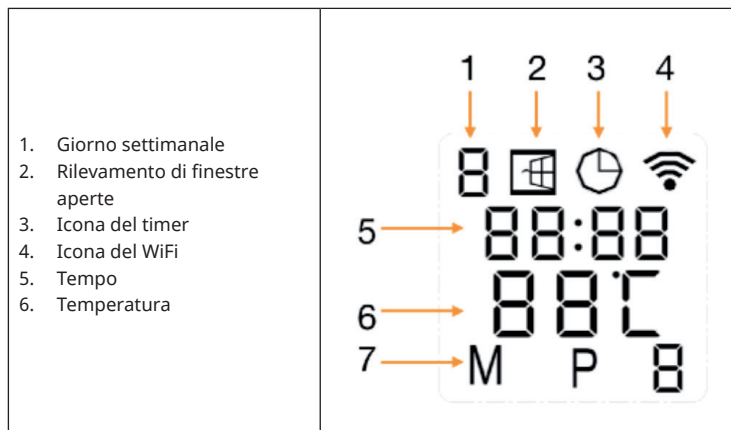 1. Giorno settimanale
2. Rilevamento di finestre
aperte
3. Icona del timer
4. Icona del WiFi
5. Tempo
6. Temperatura
1 2 3 4
8
5 88:88
6 88°C
7 M P 8